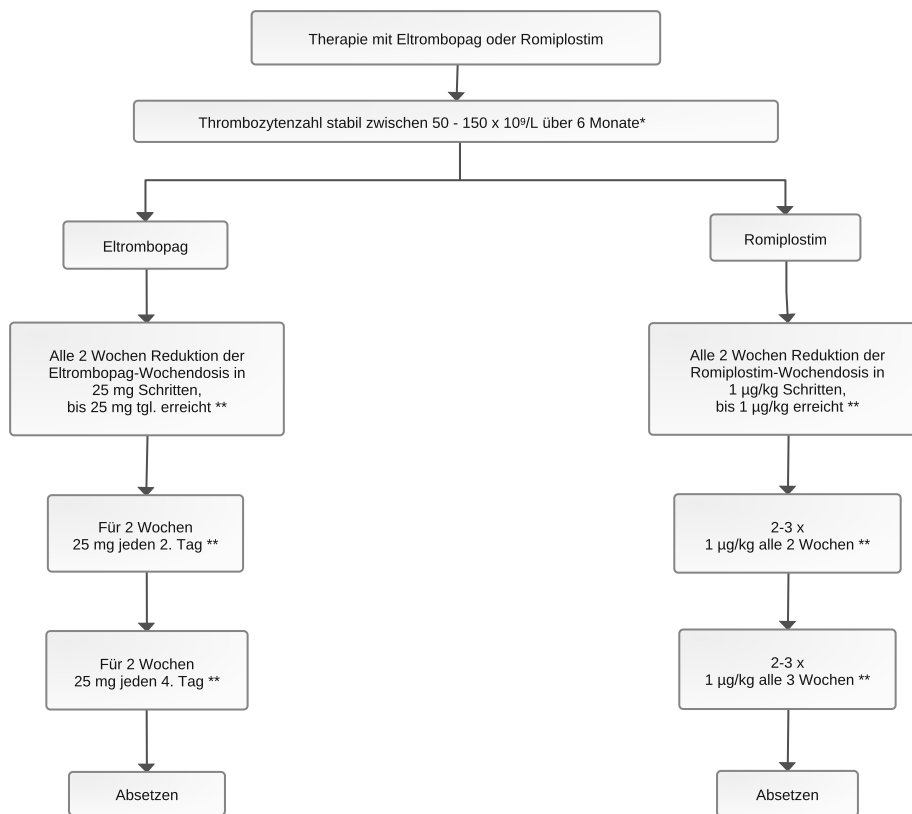 Therapie mit Eltrombopag oder Romiplostim
Thrombozytenzahl stabil zwischen 50 - 150 x 10⁹/L über 6 Monate*
Eltrombopag
Alle 2 Wochen Reduktion der
Eltrombopag-Wochendosis in
25 mg Schritten,
bis 25 mg tgl. erreicht **
Für 2 Wochen
25 mg jeden 2. Tag **
Für 2 Wochen
25 mg jeden 4. Tag **
Absetzen
Romiplostim
Alle 2 Wochen Reduktion der
Romiplostim-Wochendosis in
1 µg/kg Schritten,
bis 1 µg/kg erreicht **
2-3 x
1 µg/kg alle 2 Wochen **
2-3 x
1 µg/kg alle 3 Wochen **
Absetzen